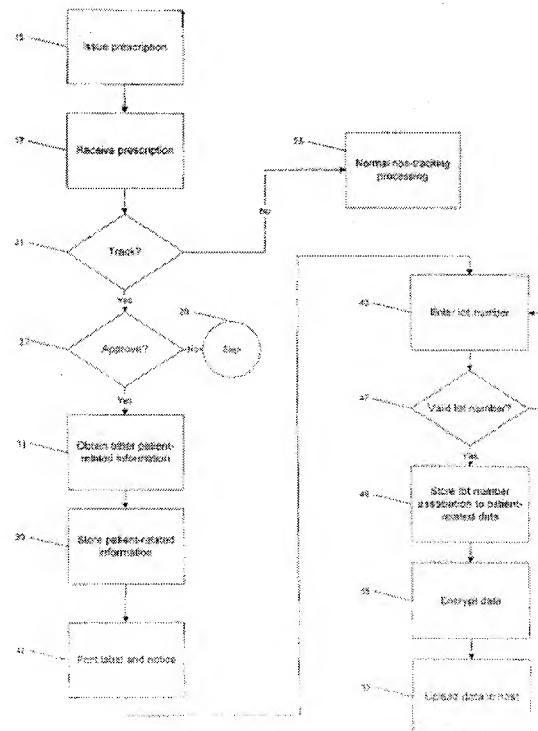 Issue prescription
Receive prescription
Normal non-tracking
processing
No
Track?
Yes
Approve?
No
Stop
Yes
Obtain other patient-
related information
Store patient-related
information
Print label and notice
Enter lot number
Valid lot number?
Yes
Store lot number
association to patient-
related data
Encrypt data
Upload data to host